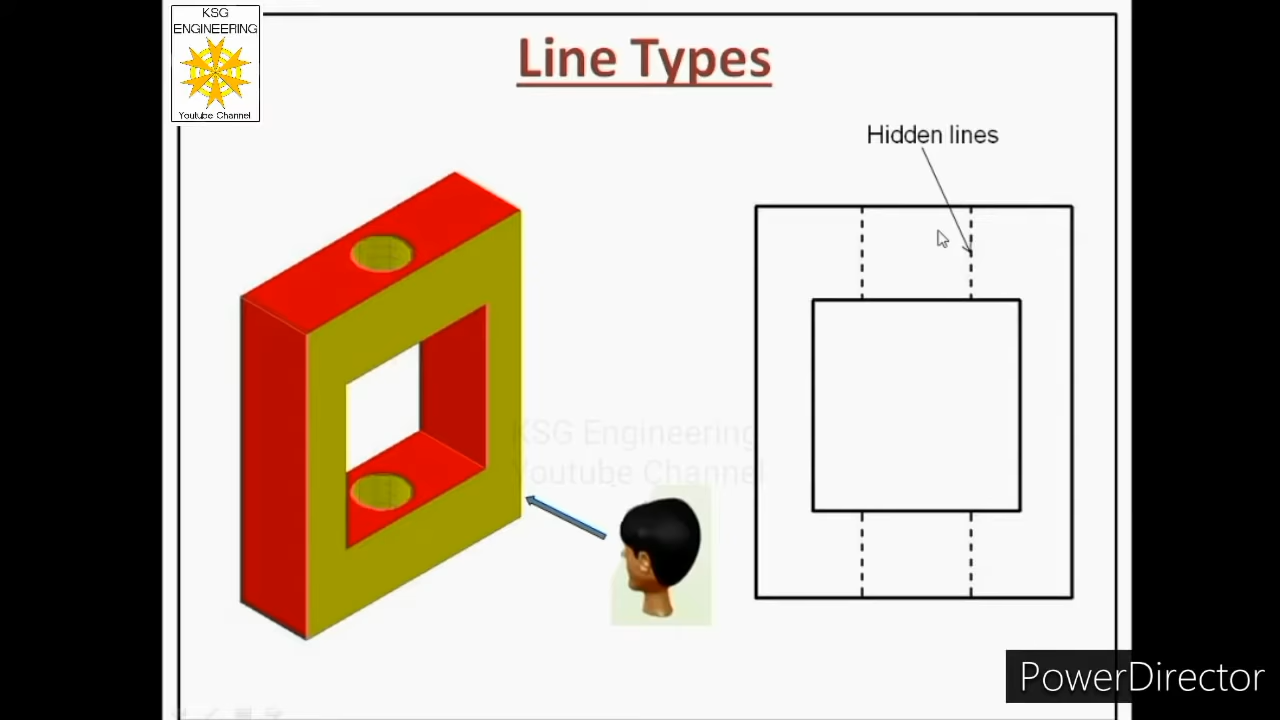 KSG
ENGINEERING
Youtube Channel
Line Types
Hidden lines
KSG Engineering
Youtube Channel
PowerDirector